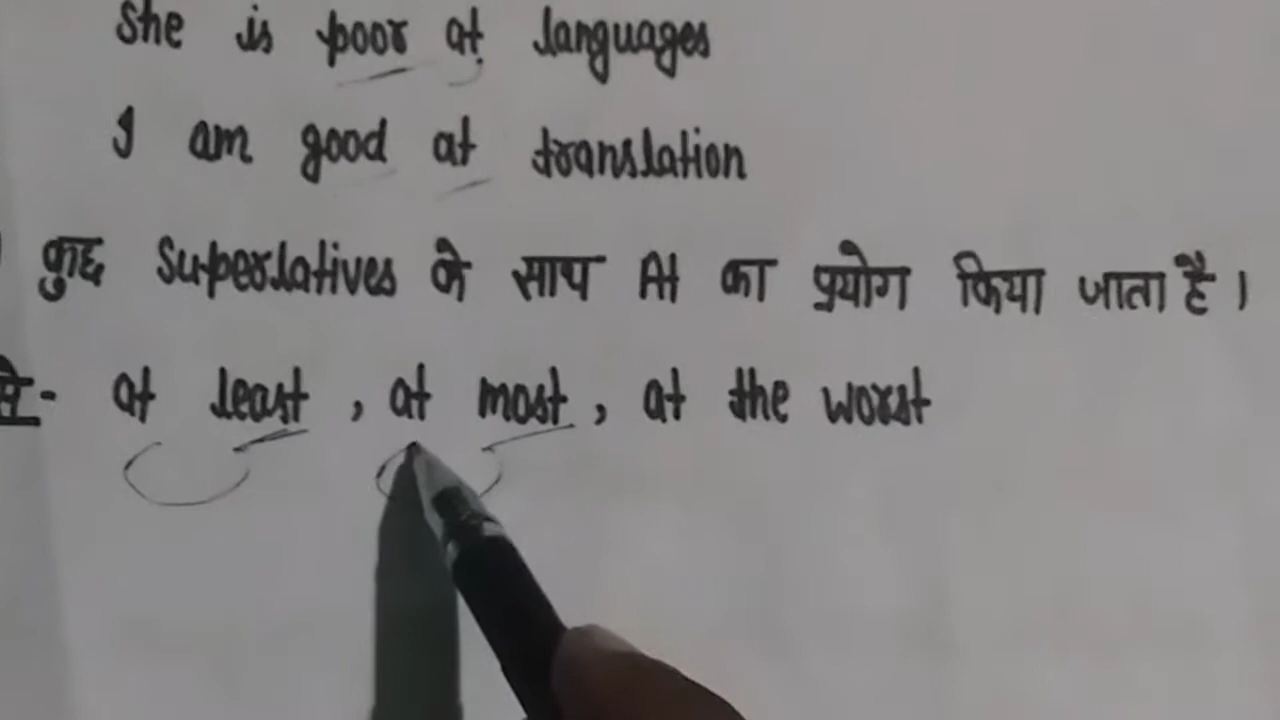 She is poor at languages
I am good at translation
कुछ Superlatives के साथ At का प्रयोग किया जाता है ।
at least , at most , at the worst